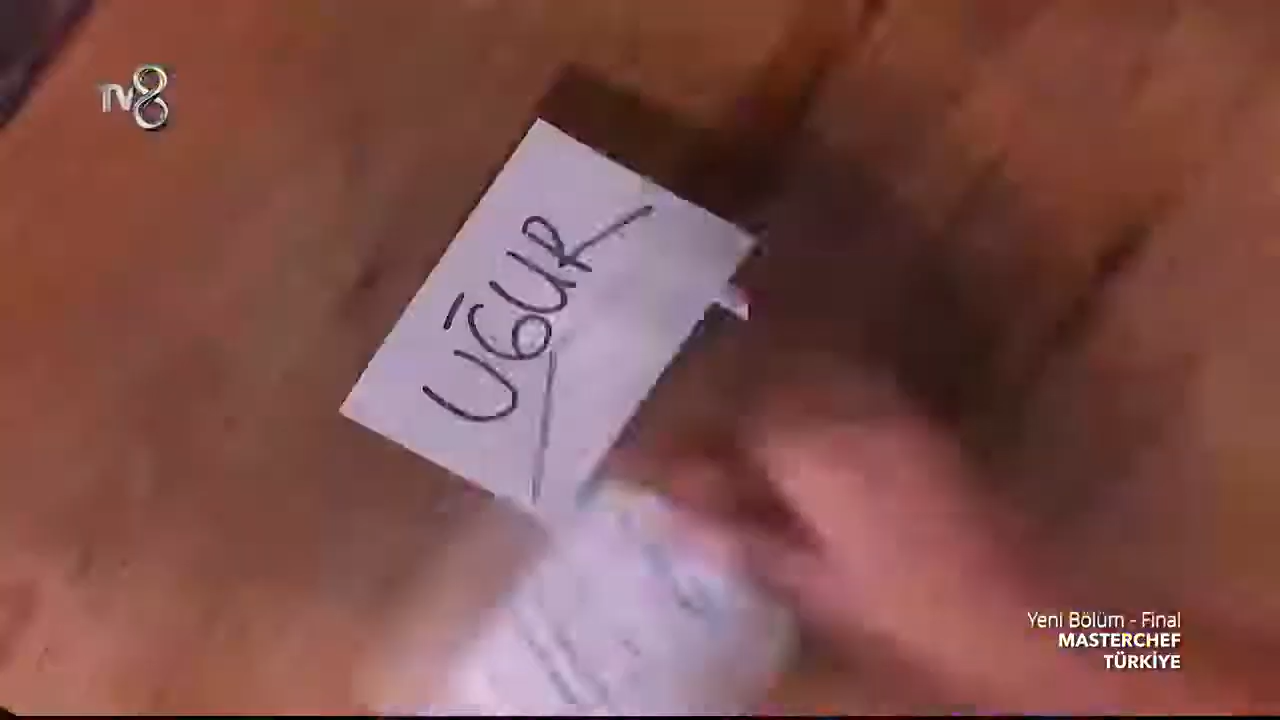 TV8
UĞUR
Yeni Bölüm - Final
MASTERCHEF
TÜRKİYE